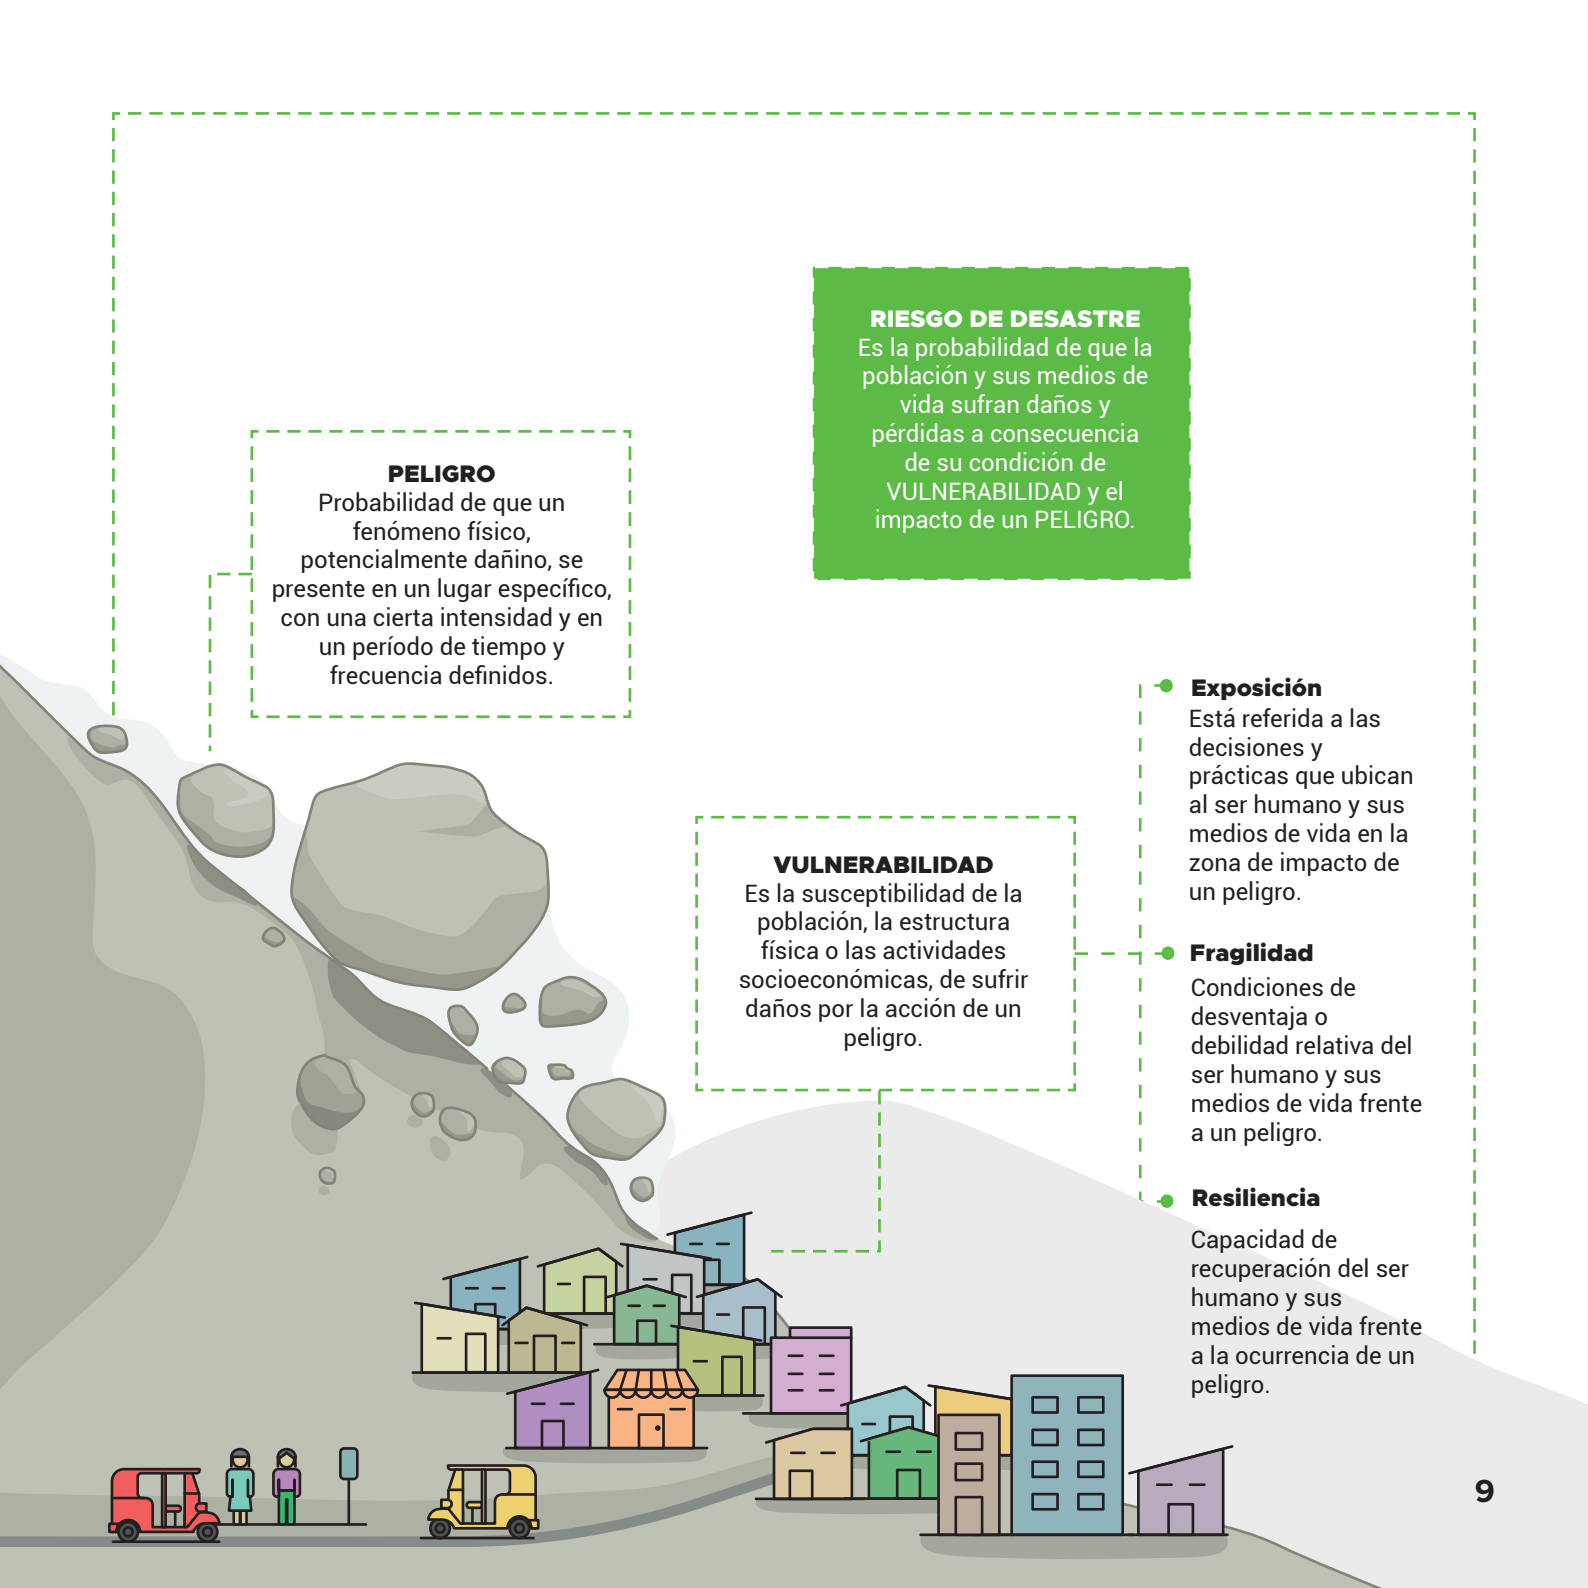 RIESGO DE DESASTRE
Es la probabilidad de que la
población y sus medios de
vida sufran daños y
pérdidas a consecuencia
de su condición de
VULNERABILIDAD y el
impacto de un PELIGRO.
PELIGRO
Probabilidad de que un
fenómeno físico,
potencialmente dañino, se
presente en un lugar específico,
con una cierta intensidad y en
un período de tiempo y
frecuencia definidos.
VULNERABILIDAD
Es la susceptibilidad de la
población, la estructura
física o las actividades
socioeconómicas, de sufrir
daños por la acción de un
peligro.
Exposición
Está referida a las
decisiones y
prácticas que ubican
al ser humano y sus
medios de vida en la
zona de impacto de
un peligro.
Fragilidad
Condiciones de
desventaja o
debilidad relativa del
ser humano y sus
medios de vida frente
a un peligro.
Resiliencia
Capacidad de
recuperación del ser
humano y sus
medios de vida frente
a la ocurrencia de un
peligro.
9